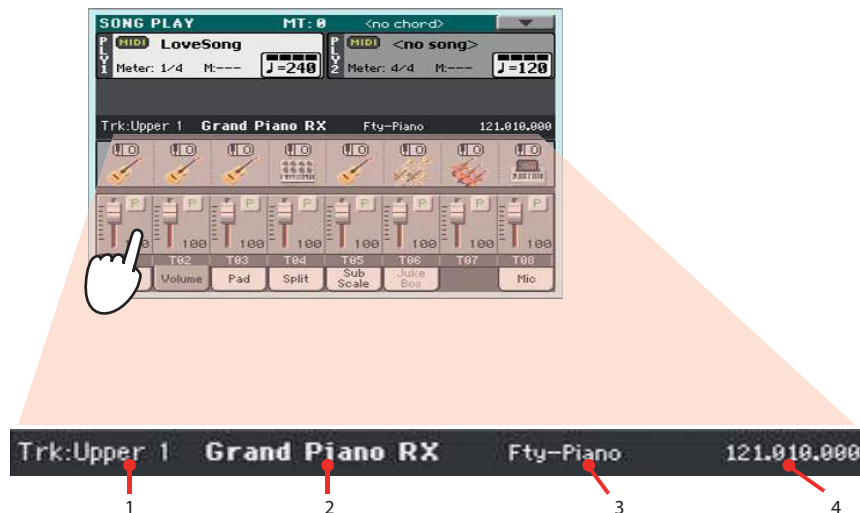 SONG PLAY MT:0 <no chord>
PLY1 MIDI LoveSong PLY2 MIDI <no song>
Meter: 1/4 M:--- ♩=240 Meter: 4/4 M:--- ♩=120
Trk:Upper 1 Grand Piano RX Fty-Piano 121.010.000
P P P P P P P P
100 100 100 100 100 100 100
T02 T03 T04 T05 T06 T07 T08
Volume Pad Split Sub Scale Juke Box Mic
Trk:Upper 1 Grand Piano RX Fty-Piano 121.010.000
1 2 3 4